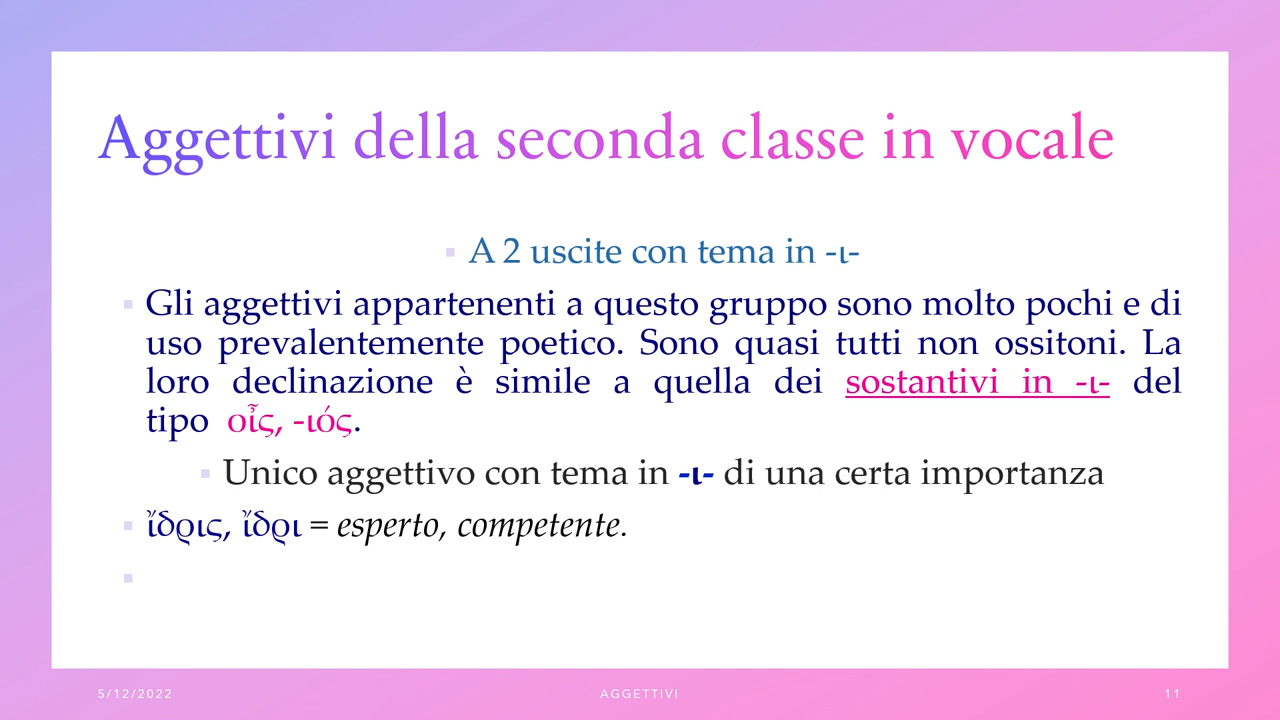 Aggettivi della seconda classe in vocale
A 2 uscite con tema in -ι-
Gli aggettivi appartenenti a questo gruppo sono molto pochi e di
uso prevalentemente poetico. Sono quasi tutti non ossitoni. La
loro declinazione è simile a quella dei sostantivi in -ι- del
tipo οἶς, -ιός.
Unico aggettivo con tema in -ι- di una certa importanza
ἴδρις, ἴδρι = esperto, competente.
5/12/2022
AGGETTIVI
11